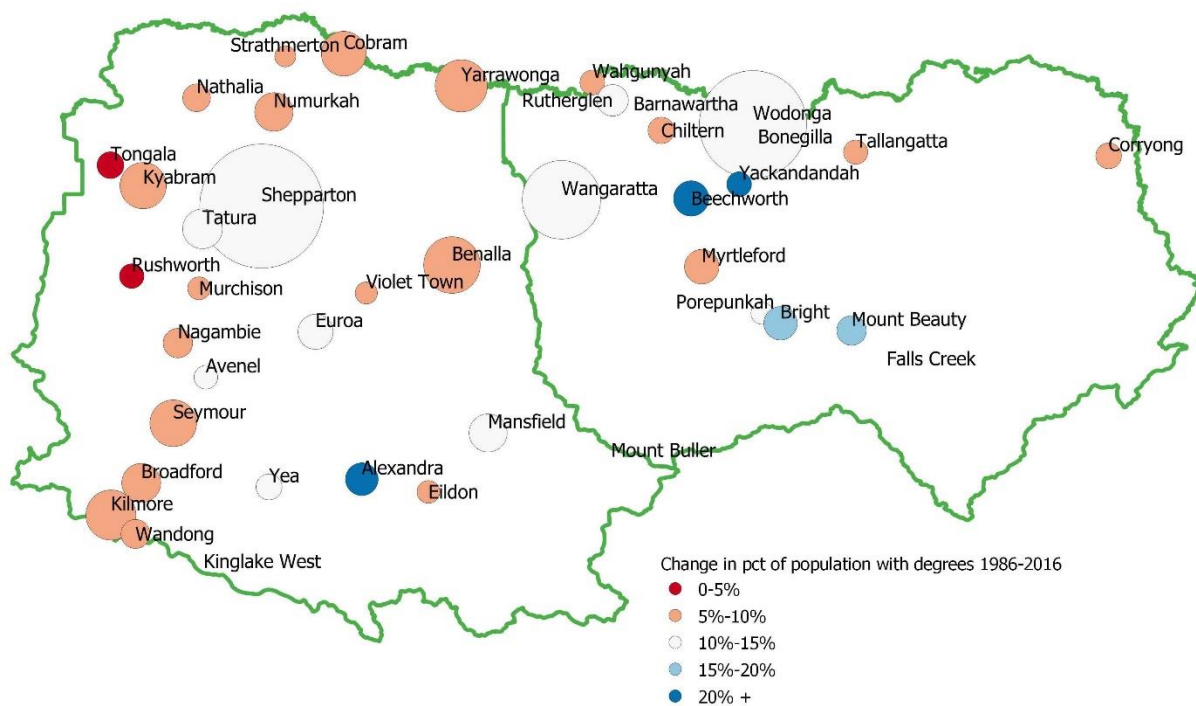 Strathmerton
Cobram
Yarrawonga
Wahgunyah
Nathalia
Numurkah
Rutherglen
Barnawartha
Wodonga
Chiltern
Bonegilla
Tallangatta
Corryong
Tongala
Kyabram
Shepparton
Wangaratta
Yackandandah
Beechworth
Tatura
Benalla
Myrtleford
Rushworth
Murchison
Violet Town
Porepunkah
Bright
Mount Beauty
Euroa
Nagambie
Falls Creek
Avenel
Seymour
Mansfield
Mount Buller
Broadford
Yea
Alexandra
Eildon
Kilmore
Wandong
Kinglake West
Change in pct of population with degrees 1986-2016
0-5%
5%-10%
10%-15%
15%-20%
20% +